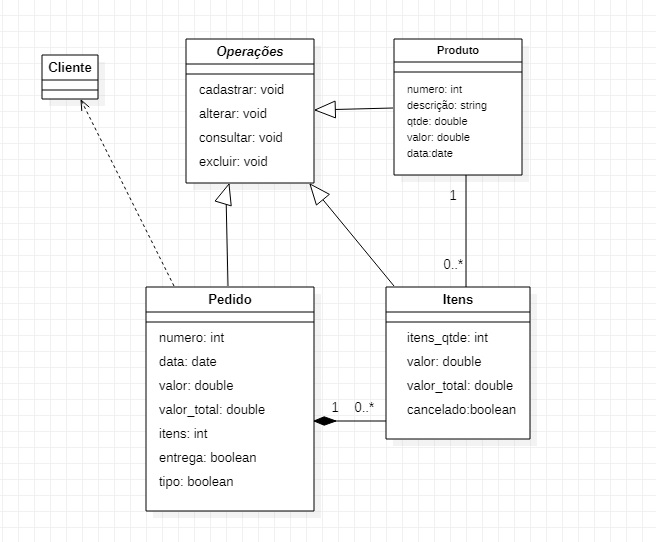 Cliente
Operações
cadastrar: void
alterar: void
consultar: void
excluir: void
Produto
numero: int
descrição: string
qtde: double
valor: double
data:date
1
0..*
Pedido
numero: int
data: date
valor: double
valor_total: double
itens: int
entrega: boolean
tipo: boolean
1
0..*
Itens
itens_qtde: int
valor: double
valor_total: double
cancelado:boolean